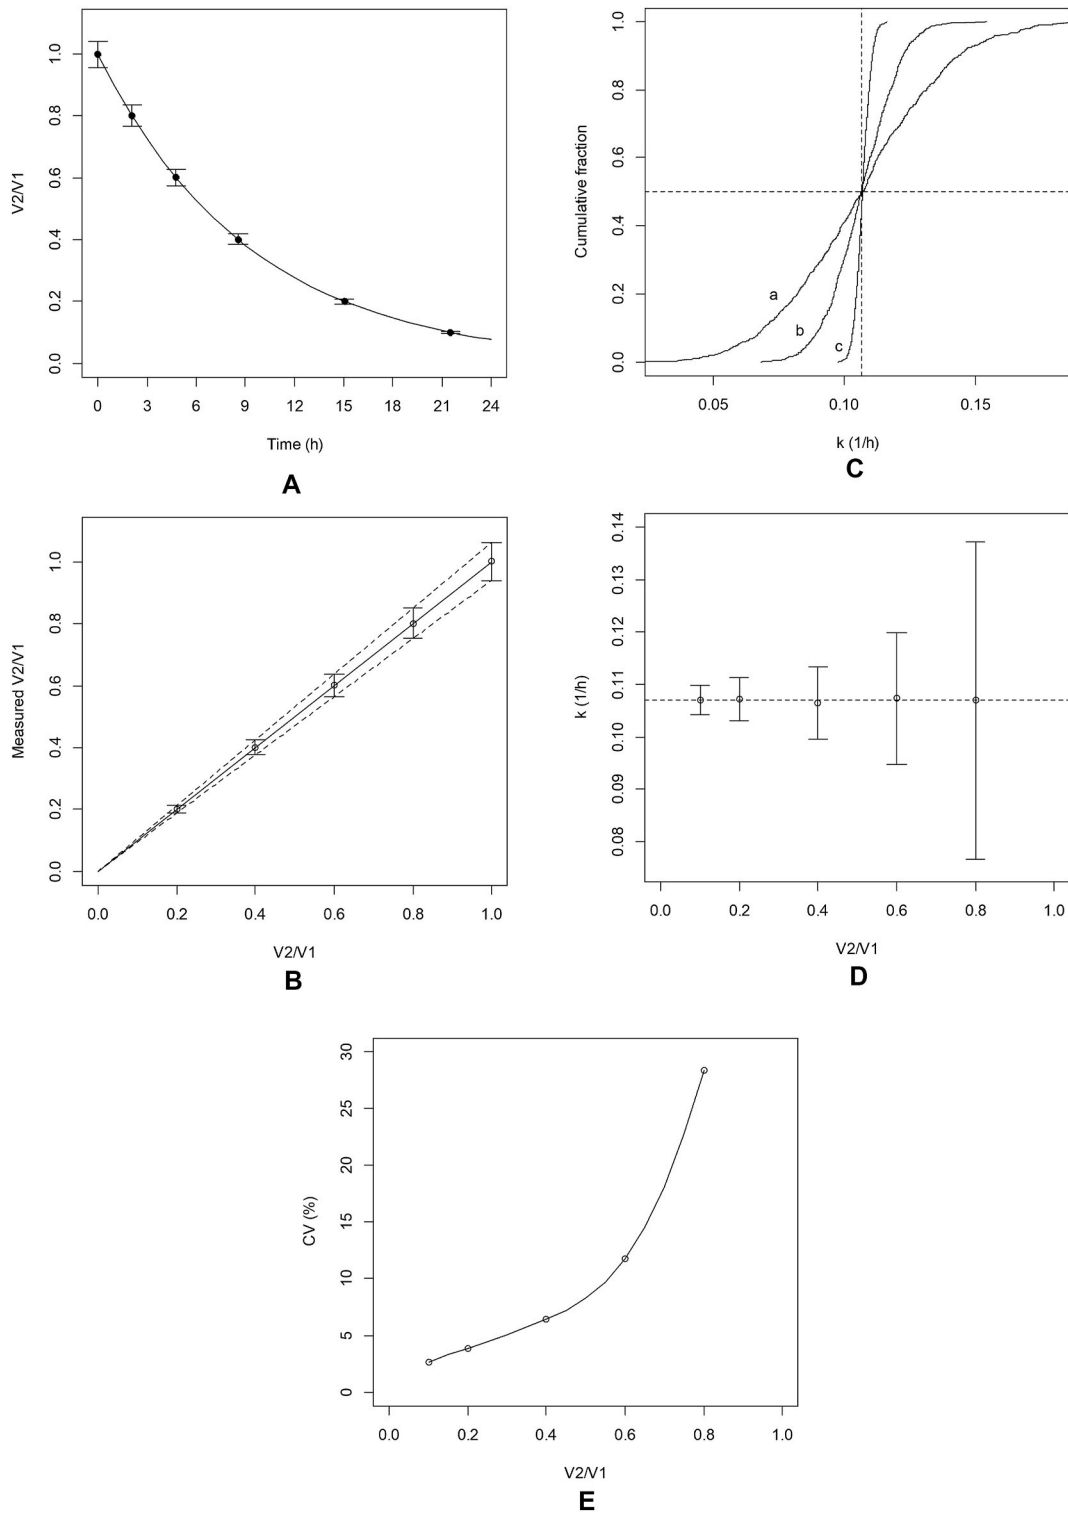 V2/V1
1.0
0.8
0.6
0.4
0.2
0.0
0 3 6 9 12 15 18 21 24
Time (h)
A
Cumulative fraction
1.0
0.8
0.6
0.4
0.2
0.0
a
b
c
0.05 0.10 0.15
k (1/h)
C
Measured V2/V1
1.0
0.8
0.6
0.4
0.2
0.0
0.0 0.2 0.4 0.6 0.8 1.0
V2/V1
B
k (1/h)
0.14
0.13
0.12
0.11
0.10
0.09
0.08
0.0 0.2 0.4 0.6 0.8 1.0
V2/V1
D
CV (%)
30
25
20
15
10
5
0
0.0 0.2 0.4 0.6 0.8 1.0
V2/V1
E